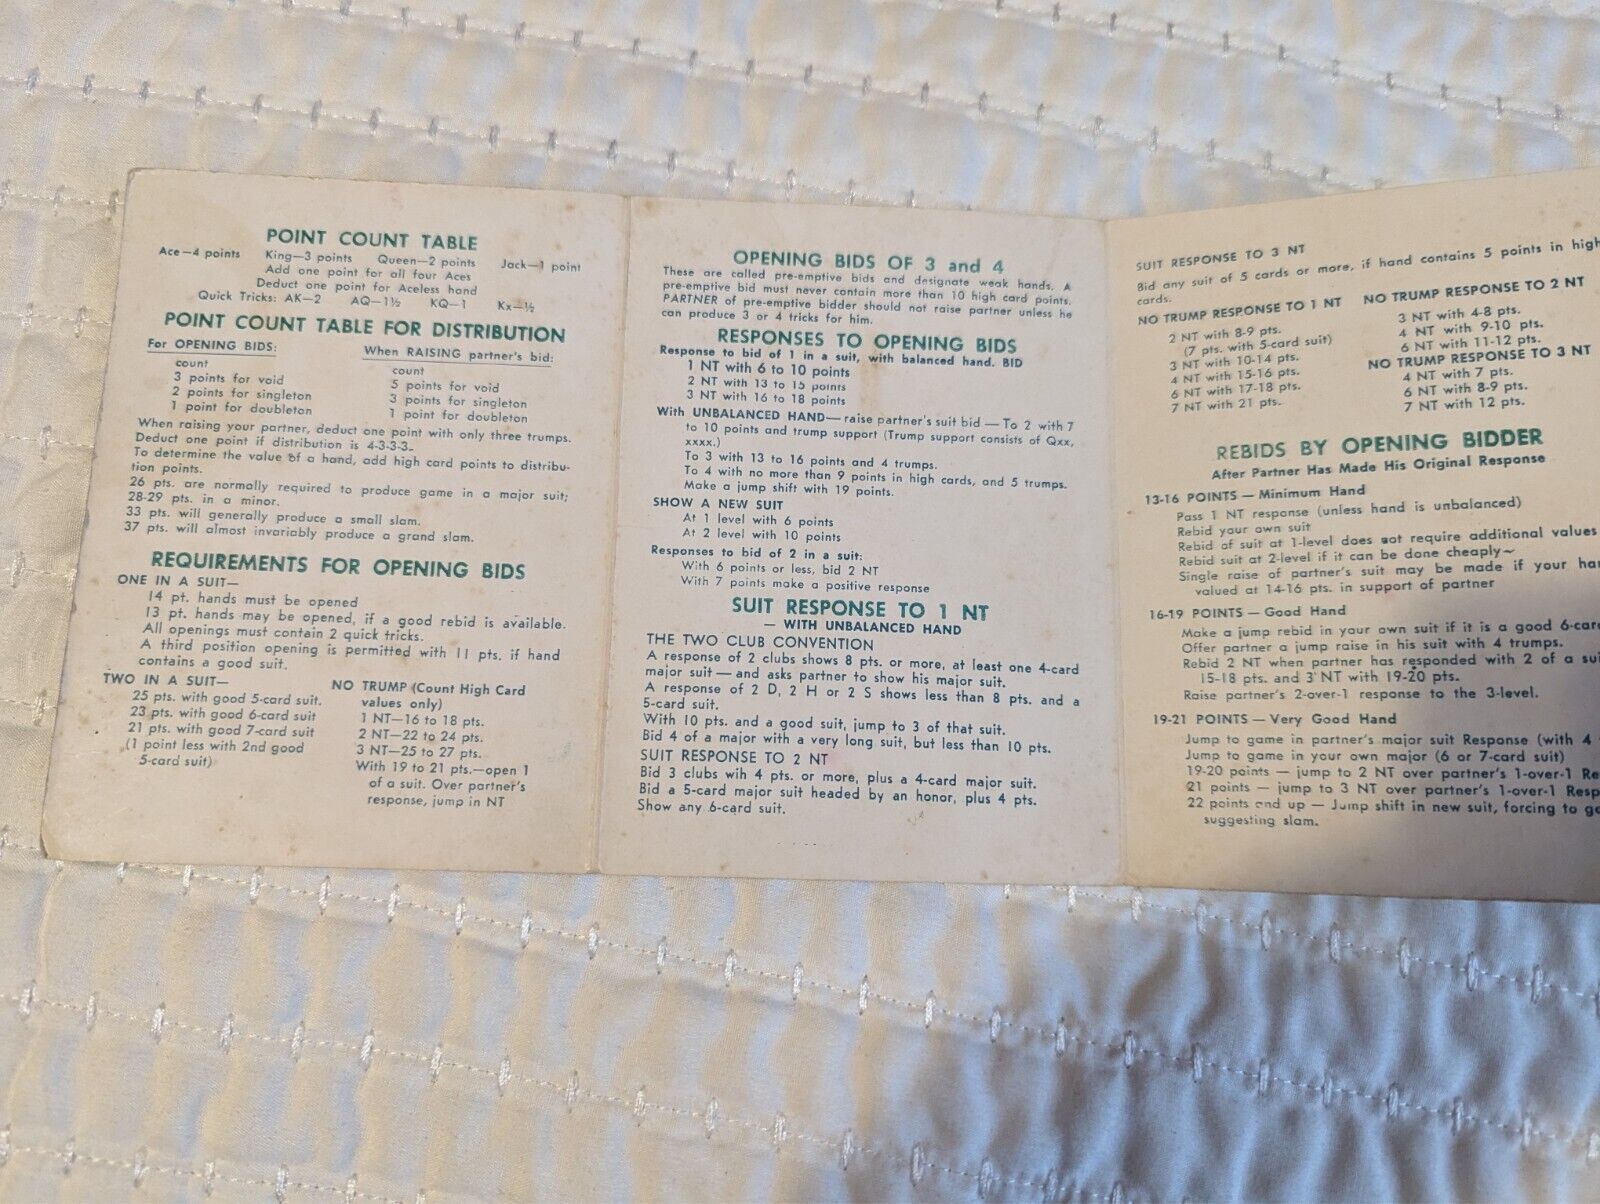 POINT COUNT TABLE
Ace—4 points King—3 points Queen—2 points Jack—1 point
Add one point for all four Aces
Deduct one point for Aceless hand
Quick Tricks: AK—2 AQ—1½ KQ—1 Kx—½
POINT COUNT TABLE FOR DISTRIBUTION
For OPENING BIDS:
count
3 points for void
2 points for singleton
1 point for doubleton
When RAISING partner's bid:
count
5 points for void
3 points for singleton
1 point for doubleton
When raising your partner, deduct one point with only three trumps.
Deduct one point if distribution is 4-3-3-3.
To determine the value of a hand, add high card points to distribu-
tion points.
26 pts. are normally required to produce game in a major suit;
28-29 pts. in a minor.
33 pts. will generally produce a small slam.
37 pts. will almost invariably produce a grand slam.
REQUIREMENTS FOR OPENING BIDS
ONE IN A SUIT—
14 pt. hands must be opened
13 pt. hands may be opened, if a good rebid is available.
All openings must contain 2 quick tricks.
A third position opening is permitted with 11 pts. if hand
contains a good suit.
TWO IN A SUIT—
25 pts. with good 5-card suit.
23 pts. with good 6-card suit
21 pts. with good 7-card suit
(1 point less with 2nd good
5-card suit)
NO TRUMP (Count High Card
values only)
1 NT—16 to 18 pts.
2 NT—22 to 24 pts.
3 NT—25 to 27 pts.
With 19 to 21 pts.—open 1
of a suit. Over partner's
response, jump in NT
OPENING BIDS OF 3 and 4
These are called pre-emptive bids and designate weak hands. A
pre-emptive bid must never contain more than 10 high card points.
PARTNER of pre-emptive bidder should not raise partner unless he
can produce 3 or 4 tricks for him.
RESPONSES TO OPENING BIDS
Response to bid of 1 in a suit, with balanced hand. BID
1 NT with 6 to 10 points
2 NT with 13 to 15 points
3 NT with 16 to 18 points
With UNBALANCED HAND—raise partner's suit bid — To 2 with 7
to 10 points and trump support (Trump support consists of Qxx,
xxxx.)
To 3 with 13 to 16 points and 4 trumps.
To 4 with no more than 9 points in high cards, and 5 trumps.
Make a jump shift with 19 points.
SHOW A NEW SUIT
At 1 level with 6 points
At 2 level with 10 points
Responses to bid of 2 in a suit:
With 6 points or less, bid 2 NT
With 7 points make a positive response
SUIT RESPONSE TO 1 NT
— WITH UNBALANCED HAND
THE TWO CLUB CONVENTION
A response of 2 clubs shows 8 pts. or more, at least one 4-card
major suit — and asks partner to show his major suit.
A response of 2 D, 2 H or 2 S shows less than 8 pts. and a
5-card suit.
With 10 pts. and a good suit, jump to 3 of that suit.
Bid 4 of a major with a very long suit, but less than 10 pts.
SUIT RESPONSE TO 2 NT
Bid 3 clubs wih 4 pts. or more, plus a 4-card major suit.
Bid a 5-card major suit headed by an honor, plus 4 pts.
Show any 6-card suit.
SUIT RESPONSE TO 3 NT
Bid any suit of 5 cards or more, if hand contains 5 points in high
cards.
NO TRUMP RESPONSE TO 1 NT
2 NT with 8-9 pts.
(7 pts. with 5-card suit)
3 NT with 10-14 pts.
4 NT with 15-16 pts.
6 NT with 17-18 pts.
7 NT with 21 pts.
NO TRUMP RESPONSE TO 2 NT
3 NT with 4-8 pts.
4 NT with 9-10 pts.
6 NT with 11-12 pts.
NO TRUMP RESPONSE TO 3 NT
4 NT with 7 pts.
6 NT with 8-9 pts.
7 NT with 12 pts.
REBIDS BY OPENING BIDDER
After Partner Has Made His Original Response
13-16 POINTS — Minimum Hand
Pass 1 NT response (unless hand is unbalanced)
Rebid your own suit
Rebid of suit at 1-level does not require additional values
Rebid suit at 2-level if it can be done cheaply
Single raise of partner's suit may be made if your
valued at 14-16 pts. in support of partner
16-19 POINTS — Good Hand
Make a jump rebid in your own suit if it is a good 6-card
Offer partner a jump raise in his suit with 4 trumps.
Rebid 2 NT when partner has responded with 2 of a
15-18 pts. and 3 NT with 19-20 pts.
Raise partner's 2-over-1 response to the 3-level.
19-21 POINTS — Very Good Hand
Jump to game in partner's major suit Response (with 4
Jump to game in your own major (6 or 7-card suit)
19-20 points — jump to 2 NT over partner's 1-over-1
21 points — jump to 3 NT over partner's 1-over-1
22 points and up — Jump shift in new suit, forcing to
suggesting slam.